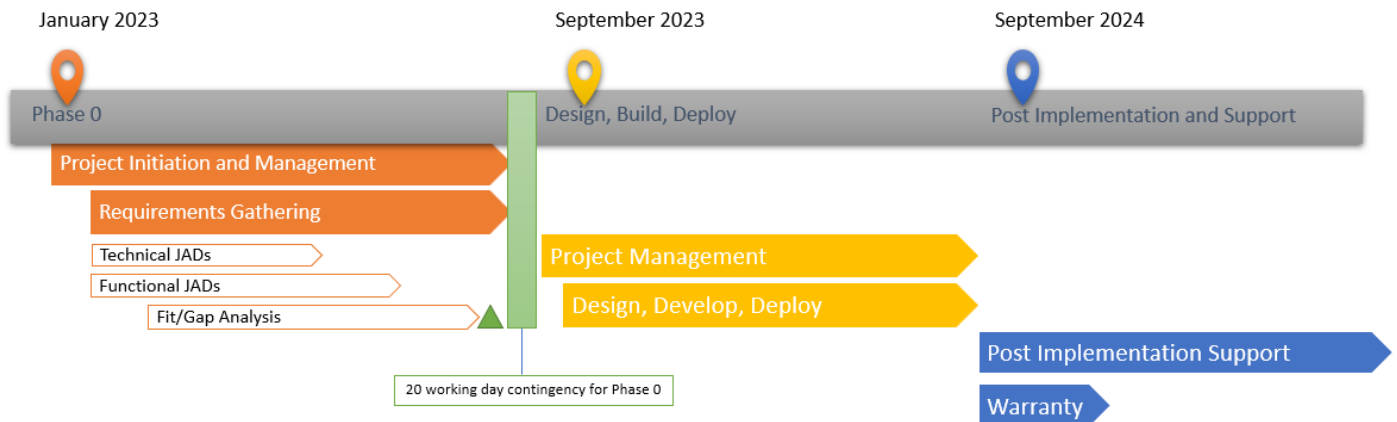 January 2023
September 2023
September 2024
Phase 0
Design, Build, Deploy
Post Implementation and Support
Project Initiation and Management
Requirements Gathering
Technical JADs
Functional JADs
Fit/Gap Analysis
Project Management
Design, Develop, Deploy
Post Implementation Support
20 working day contingency for Phase 0
Warranty